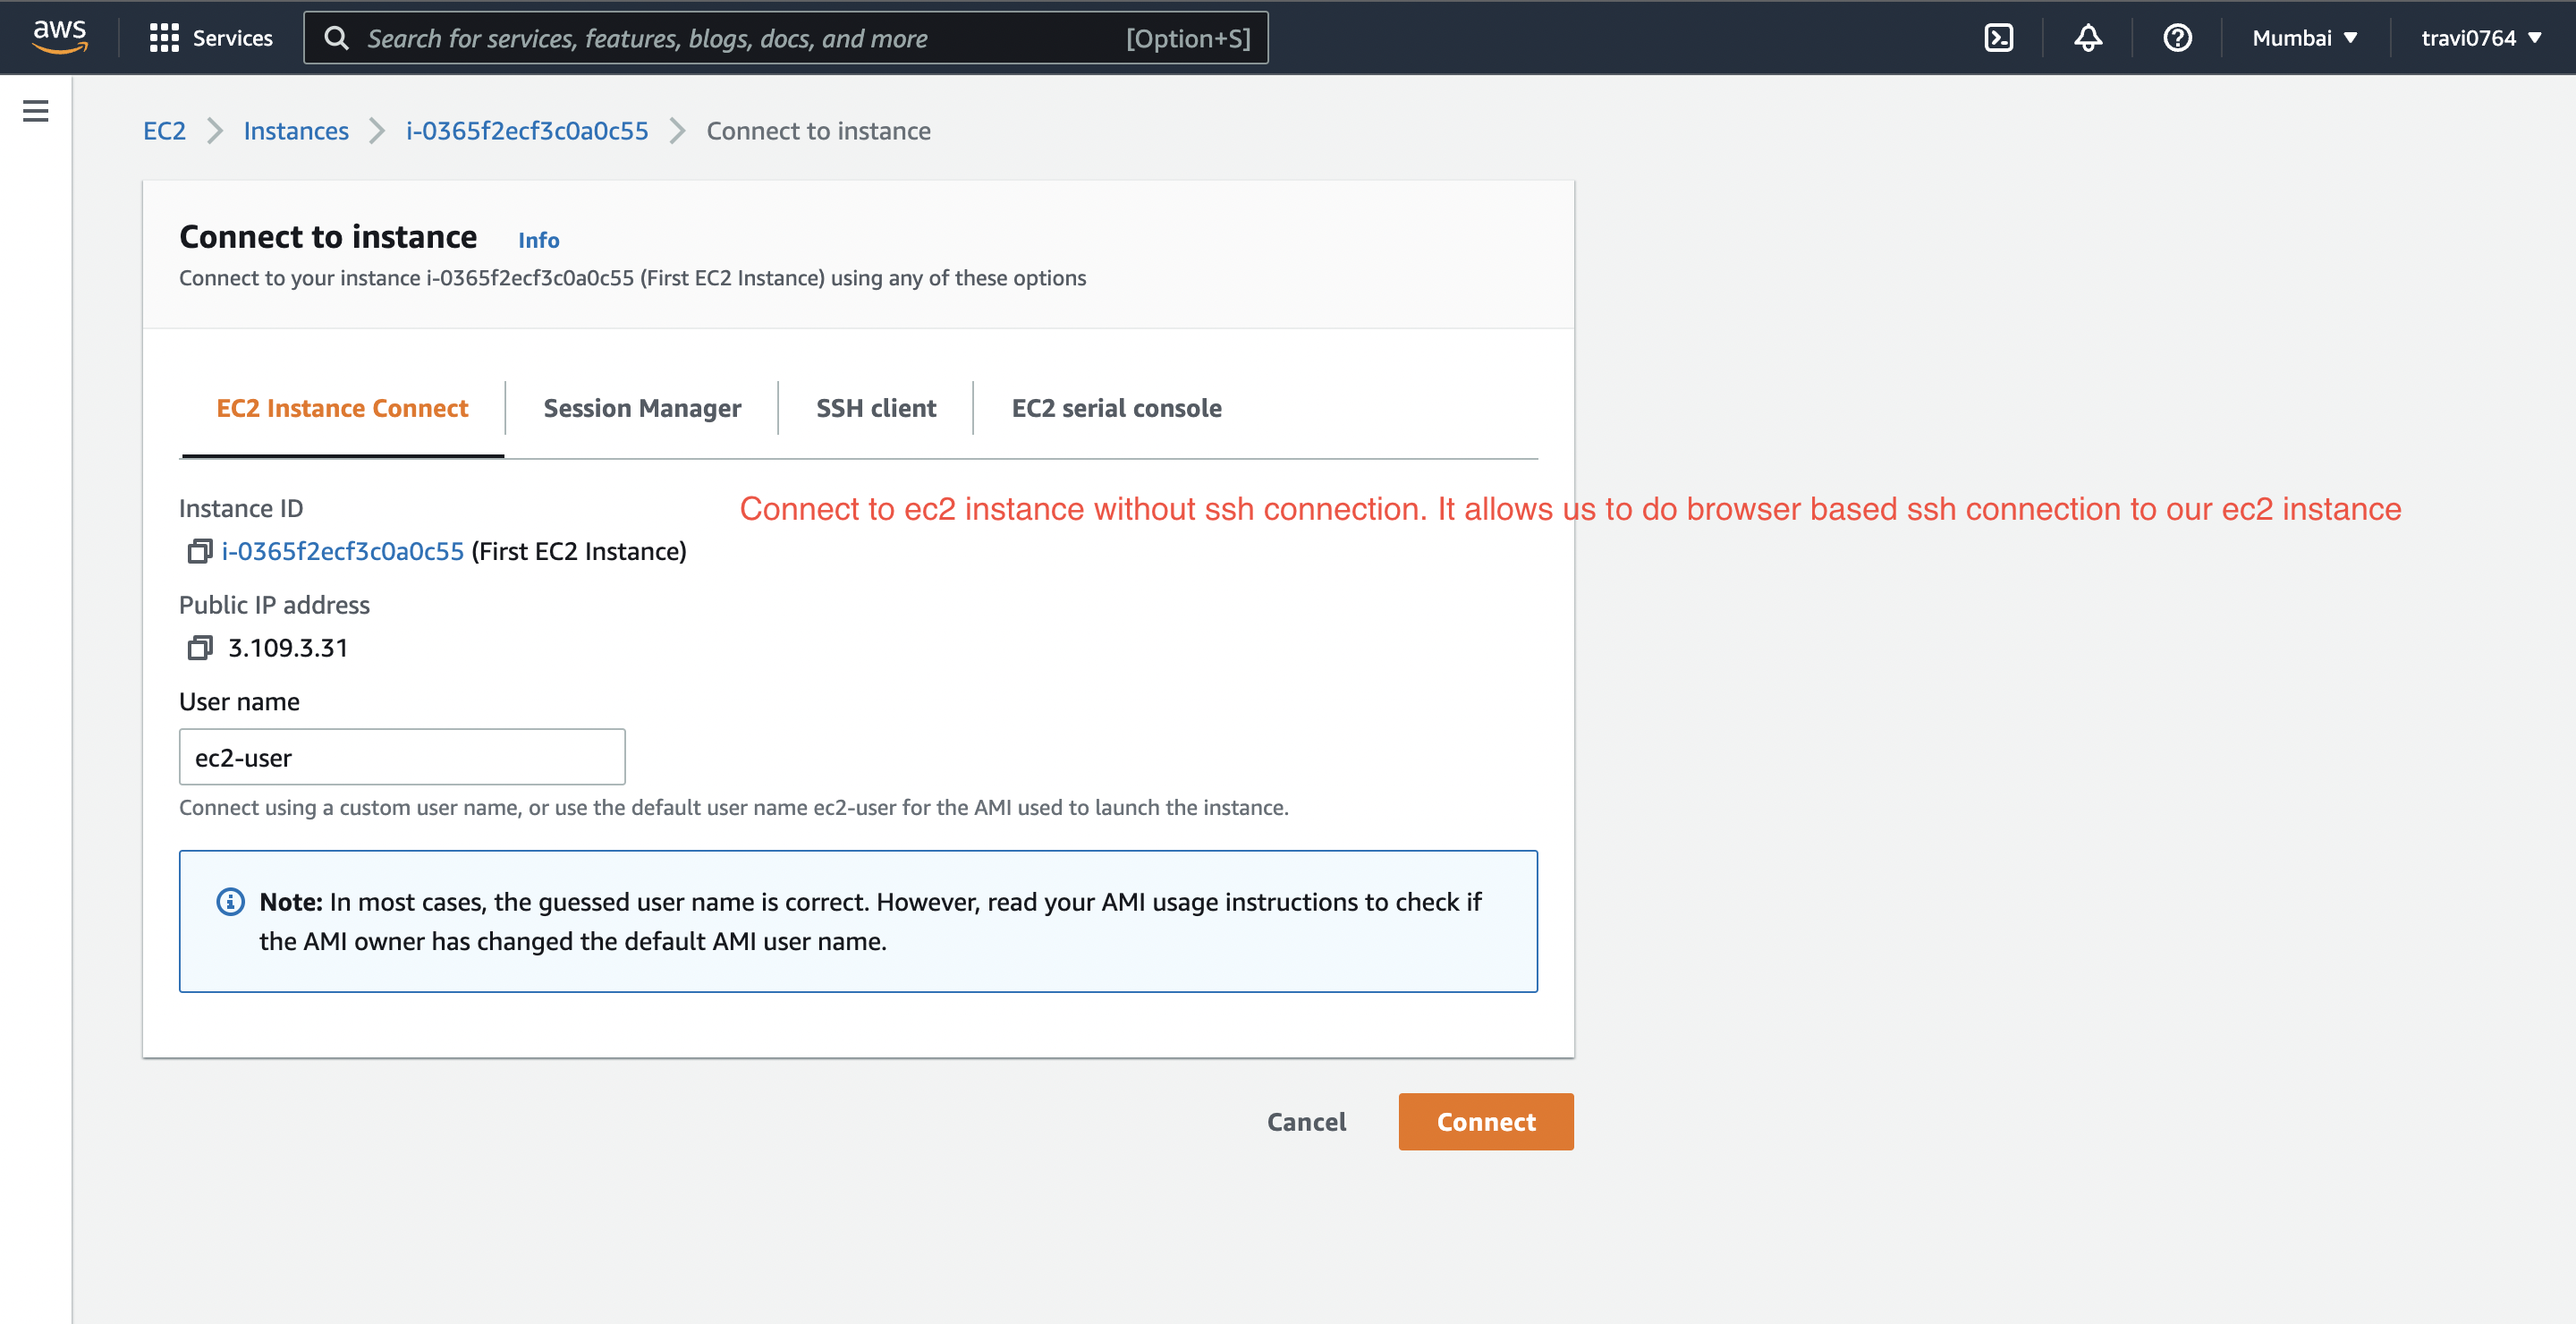 aws Services Search for services, features, blogs, docs, and more [Option+S] Mumbai travi0764
EC2 Instances i-0365f2ecf3c0a0c55 Connect to instance
Connect to instance Info
Connect to your instance i-0365f2ecf3c0a0c55 (First EC2 Instance) using any of these options
EC2 Instance Connect Session Manager SSH client EC2 serial console
Instance ID
Connect to ec2 instance without ssh connection. It allows us to do browser based ssh connection to our ec2 instance
i-0365f2ecf3c0a0c55 (First EC2 Instance)
Public IP address
3.109.3.31
User name
ec2-user
Connect using a custom user name, or use the default user name ec2-user for the AMI used to launch the instance.
Note: In most cases, the guessed user name is correct. However, read your AMI usage instructions to check if
the AMI owner has changed the default AMI user name.
Cancel Connect